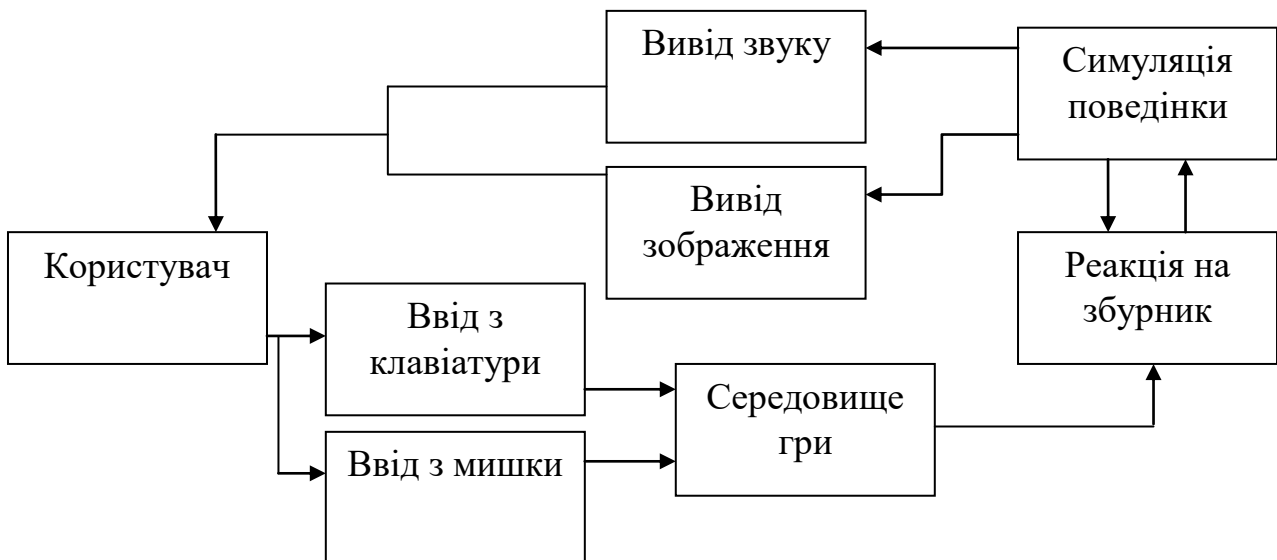 Вивід звуку
Симуляція
поведінки
Вивід
зображення
Користувач
Реакція на
збурник
Ввід з
клавіатури
Середовище
гри
Ввід з мишки